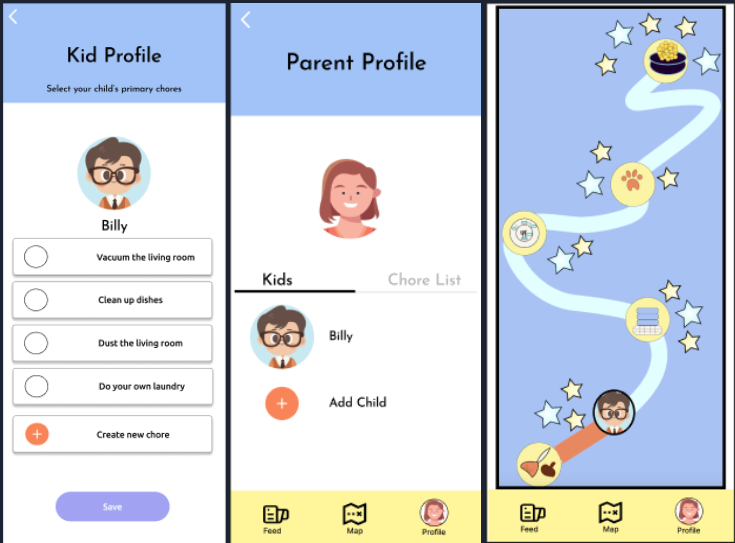 Kid Profile
Select your child's primary chores
Billy
Vacuum the living room
Clean up dishes
Dust the living room
Do your own laundry
Create new chore
Save
Parent Profile
Kids
Chore List
Billy
Add Child
Feed
Map
Profile
Feed
Map
Profile